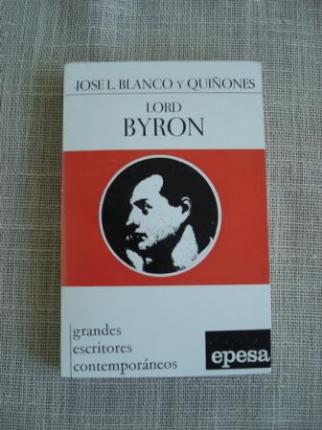 JOSE L. BLANCO Y QUIÑONES
LORD
BYRON
grandes
escritores
contemporáneos
epesa